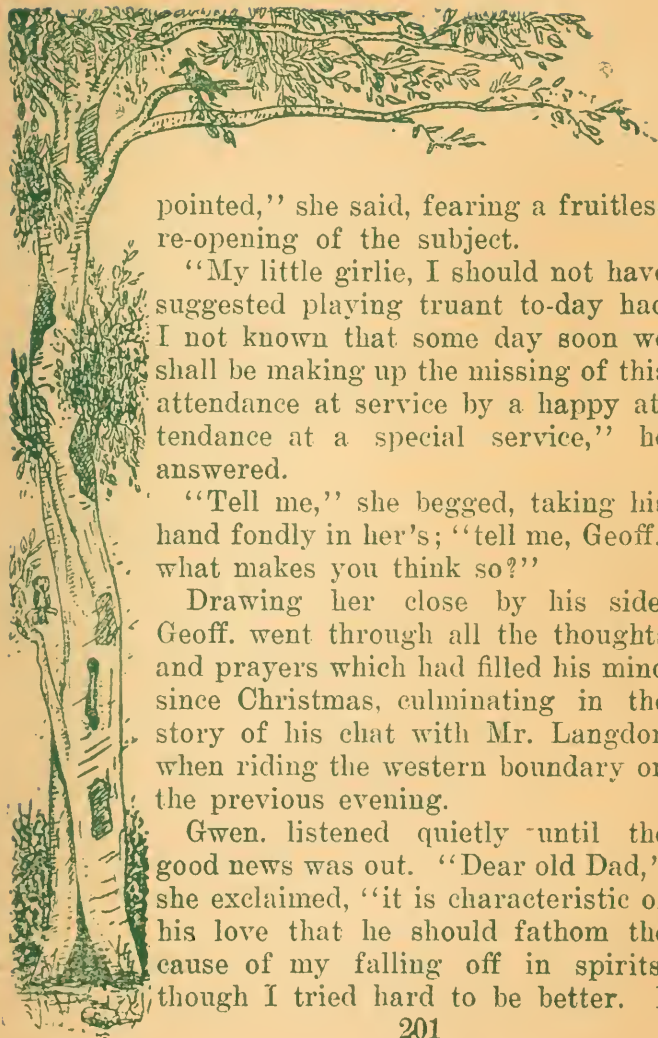 pointed,” she said, fearing a fruitles
re-opening of the subject.
“My little girlie, I should not have
suggested playing truant to-day had
I not known that some day soon we
shall be making up the missing of this
attendance at service by a happy at-
tendance at a special service,” he
answered.
“Tell me,” she begged, taking his
hand fondly in her's; “tell me, Geoff.
what makes you think so?”
Drawing her close by his side
Geoff. went through all the thought
and prayers which had filled his mind
since Christmas, culminating in the
story of his chat with Mr. Langdon
when riding the western boundary on
the previous evening.
Gwen. listened quietly until the
good news was out. “Dear old Dad,”
she exclaimed, “it is characteristic of
his love that he should fathom the
cause of my falling off in spirits
though I tried hard to be better. I
201